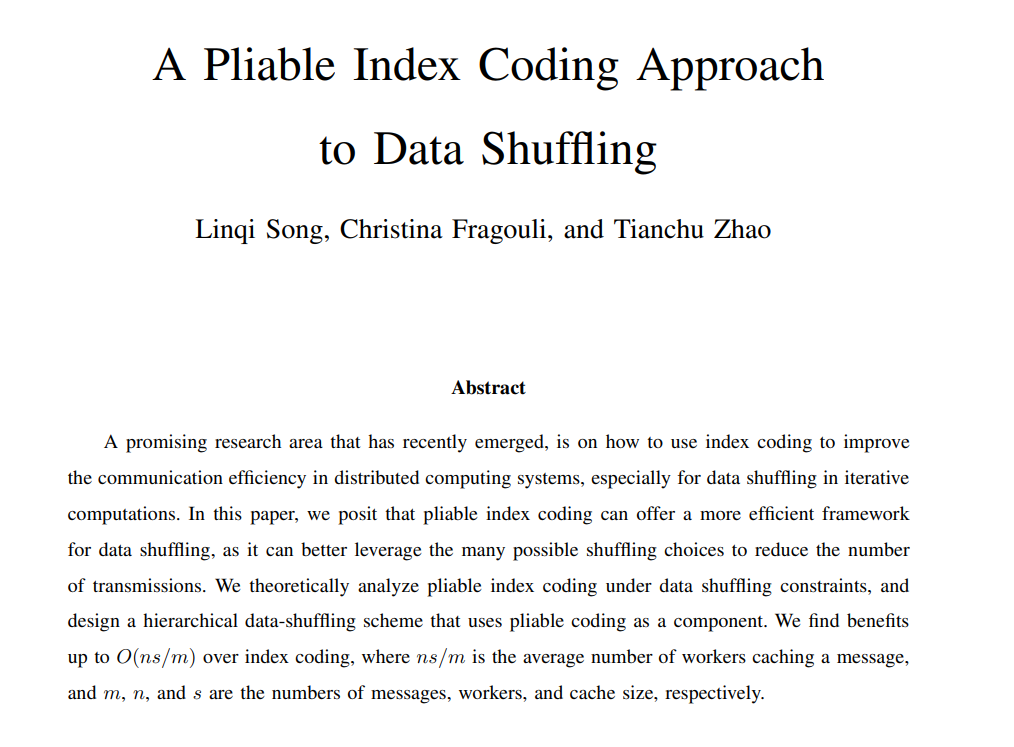 A Pliable Index Coding Approach
to Data Shuffling
Linqi Song, Christina Fragouli, and Tianchu Zhao
Abstract
A promising research area that has recently emerged, is on how to use index coding to improve
the communication efficiency in distributed computing systems, especially for data shuffling in iterative
computations. In this paper, we posit that pliable index coding can offer a more efficient framework
for data shuffling, as it can better leverage the many possible shuffling choices to reduce the number
of transmissions. We theoretically analyze pliable index coding under data shuffling constraints, and
design a hierarchical data-shuffling scheme that uses pliable coding as a component. We find benefits
up to O(ns/m) over index coding, where ns/m is the average number of workers caching a message,
and m, n, and s are the numbers of messages, workers, and cache size, respectively.